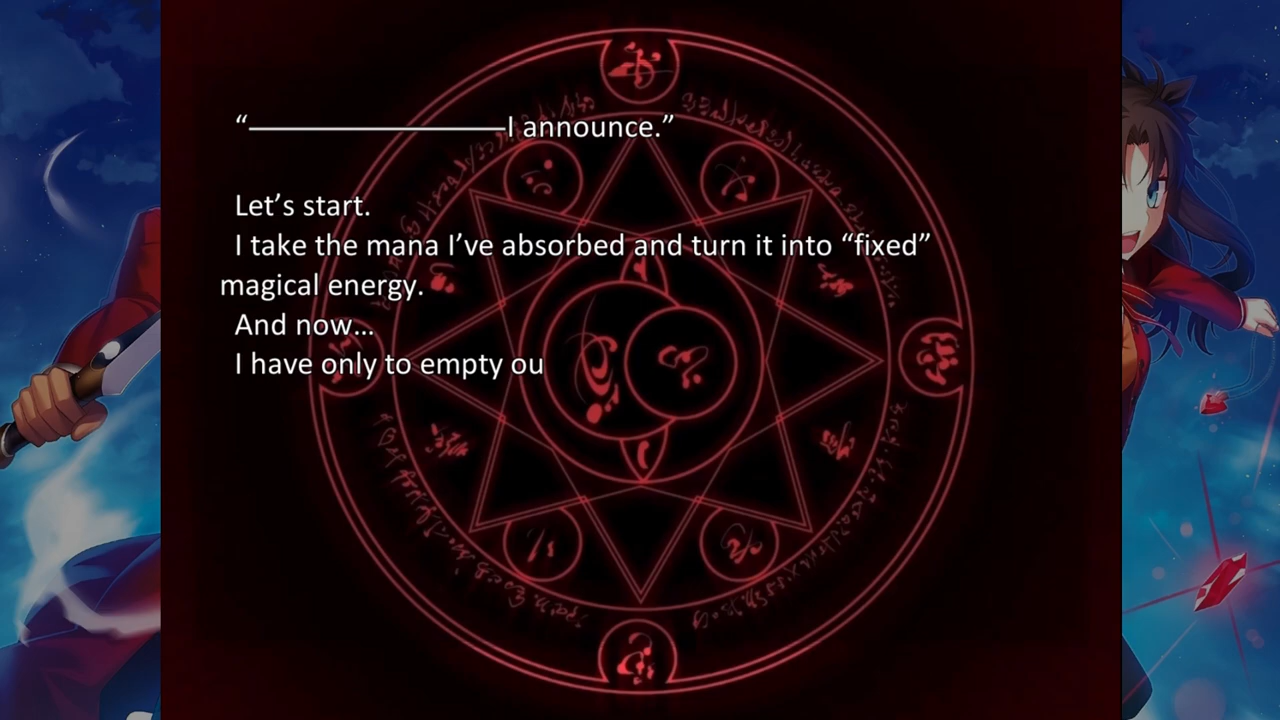 “―――――――I announce.”
Let’s start.
I take the mana I’ve absorbed and turn it into “fixed”
magical energy.
And now…
I have only to empty ou